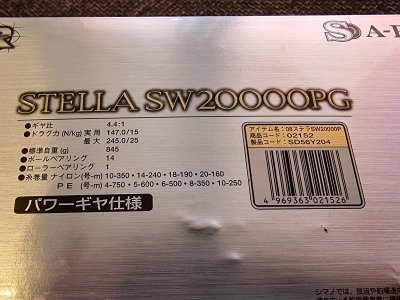 S A-R
STELLA SW20000PG
●ギヤ比 4.4:1
●ドラグ力(N/kg) 実用 147.0/15
最大 245.0/25
●標準自重(g) 845
●ボールベアリング 14
●ローラーベアリング 1
●糸巻量 ナイロン(号-m) 10-350・14-240・18-190・20-160
PE (号-m) 4-750・5-600・6-500・8-350・10-250
パワーギヤ仕様
アイテム名:08ステラSW20000P
商品コード:02152
製品コード:SD56Y204
4 969363 021526
シマノでは、